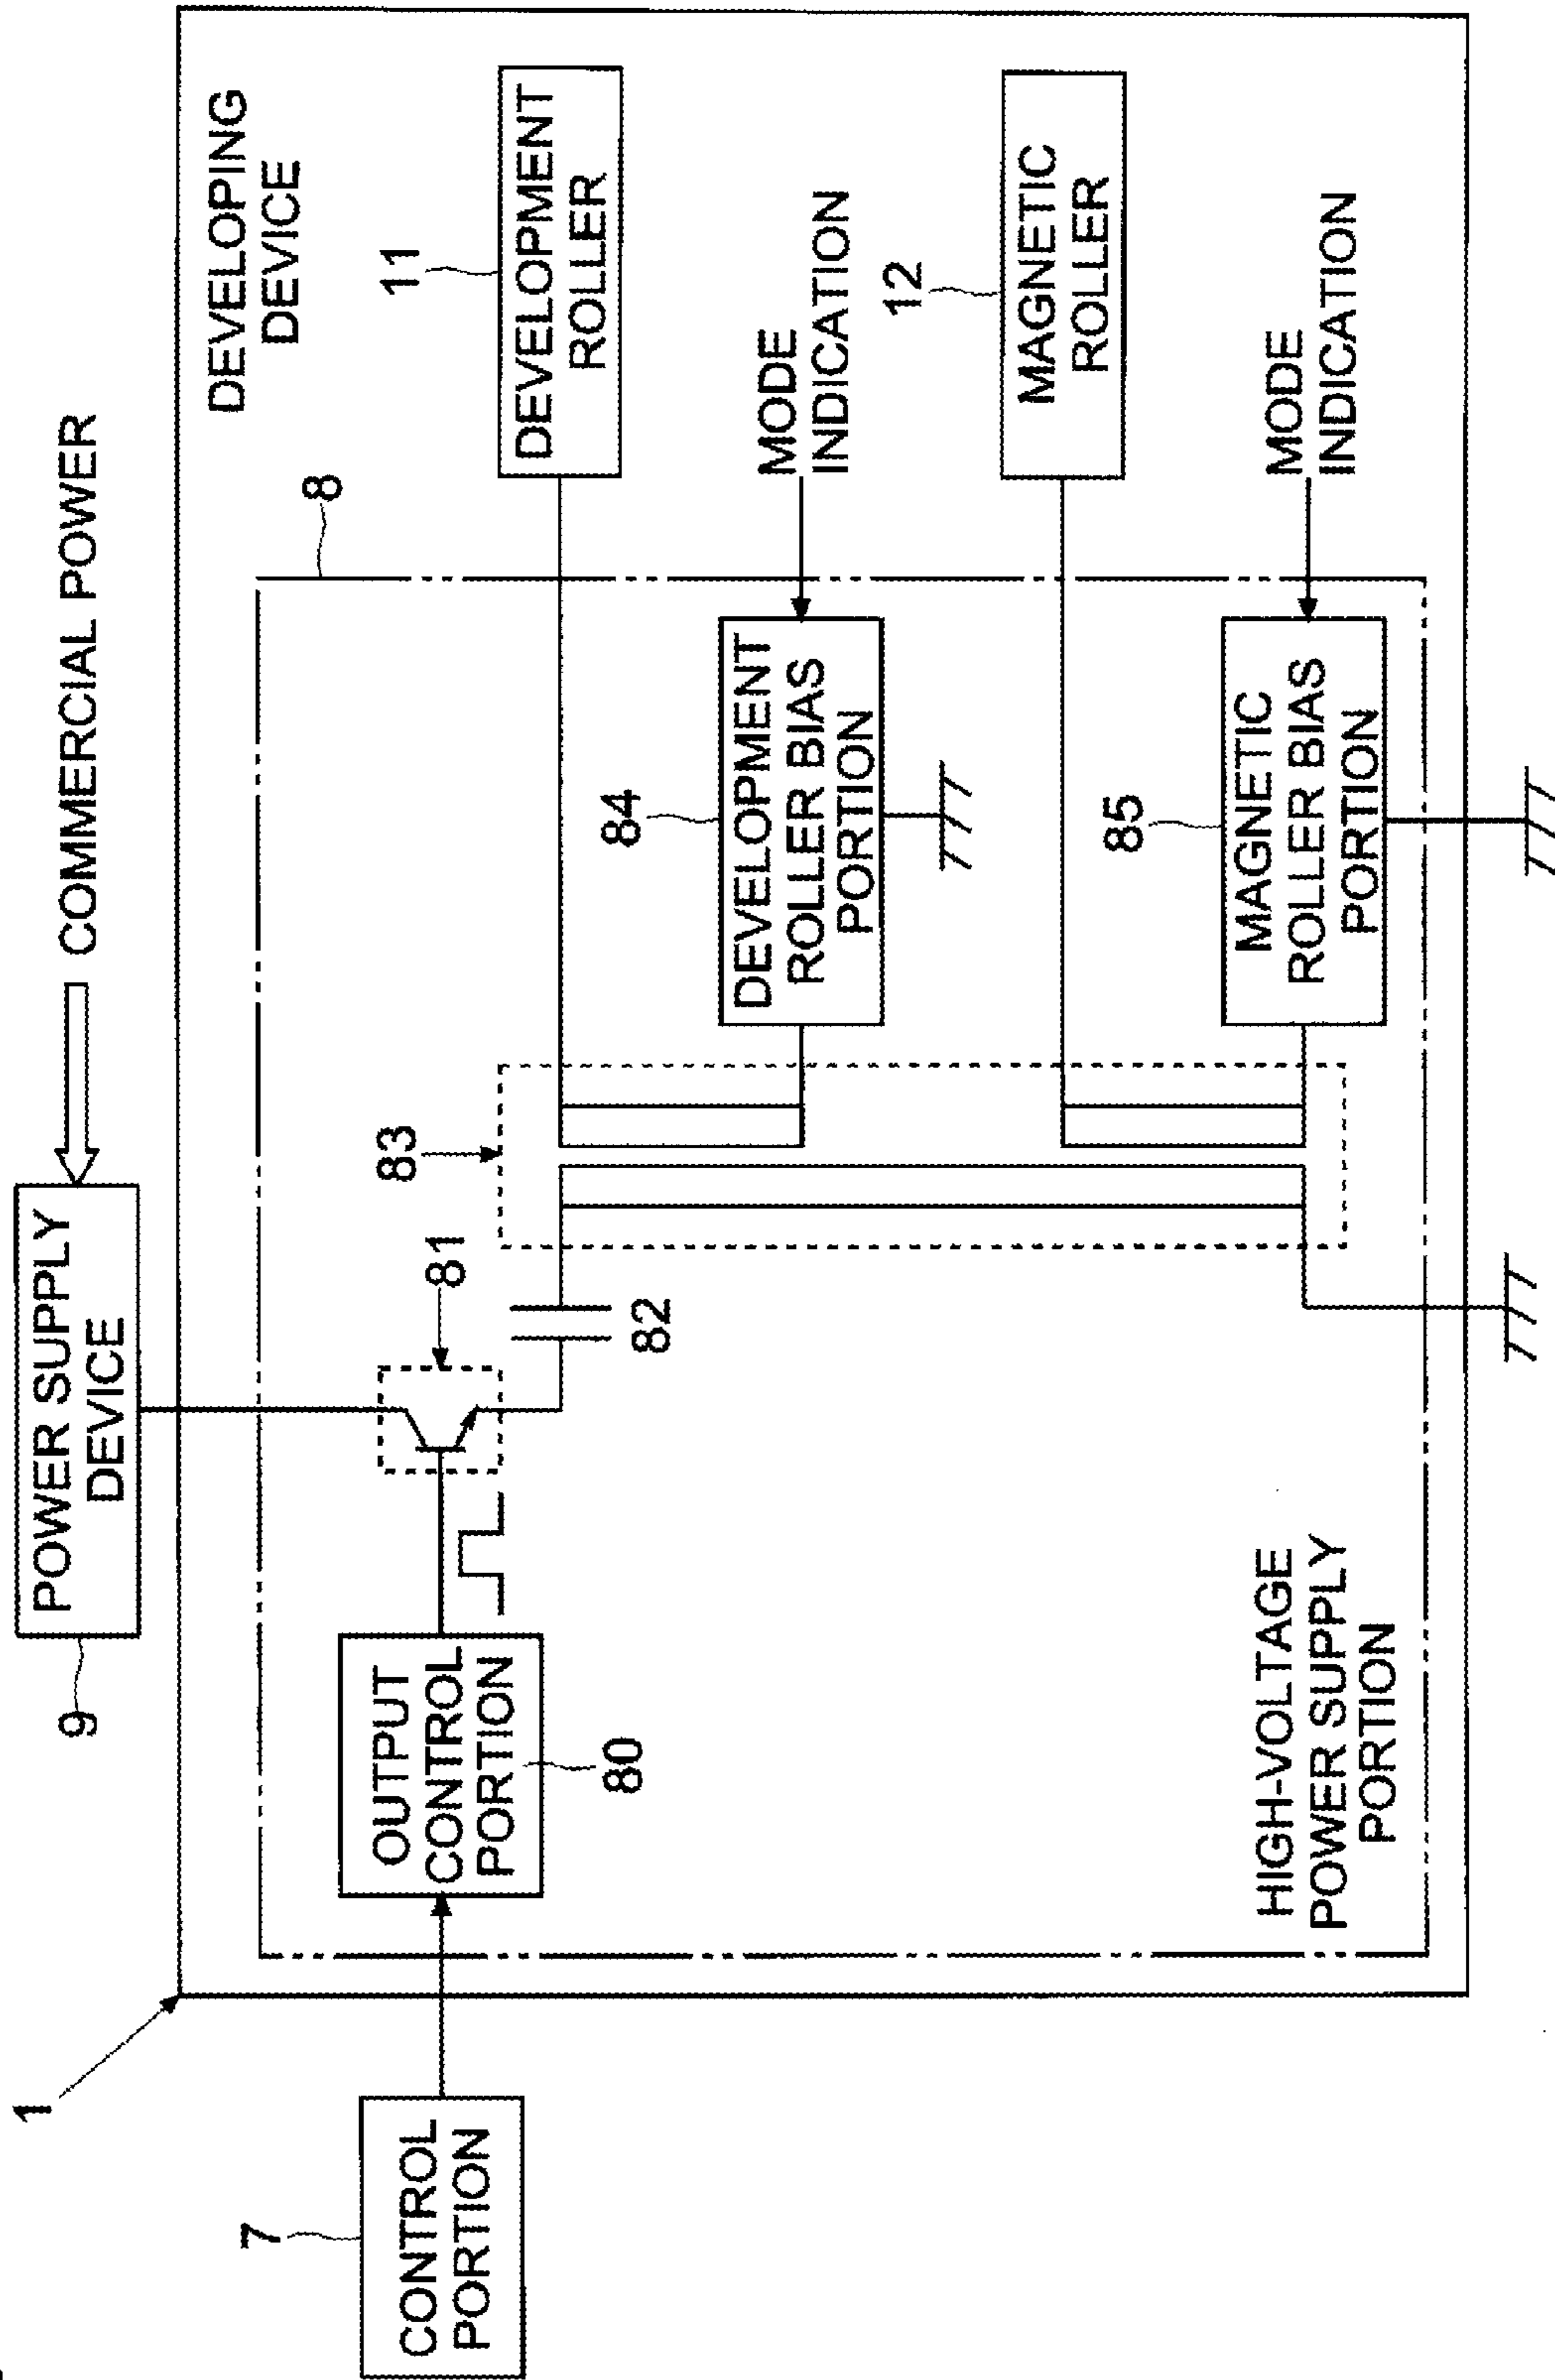 COMMERCIAL POWER
POWER SUPPLY
DEVICE
9
1
DEVELOPING
DEVICE
8
7
CONTROL
PORTION
OUTPUT
CONTROL
PORTION
80
81
82
83
11
DEVELOPMENT
ROLLER
MODE
INDICATION
84
DEVELOPMENT
ROLLER BIAS
PORTION
12
MAGNETIC
ROLLER
MODE
INDICATION
85
MAGNETIC
ROLLER BIAS
PORTION
HIGH-VOLTAGE
POWER SUPPLY
PORTION